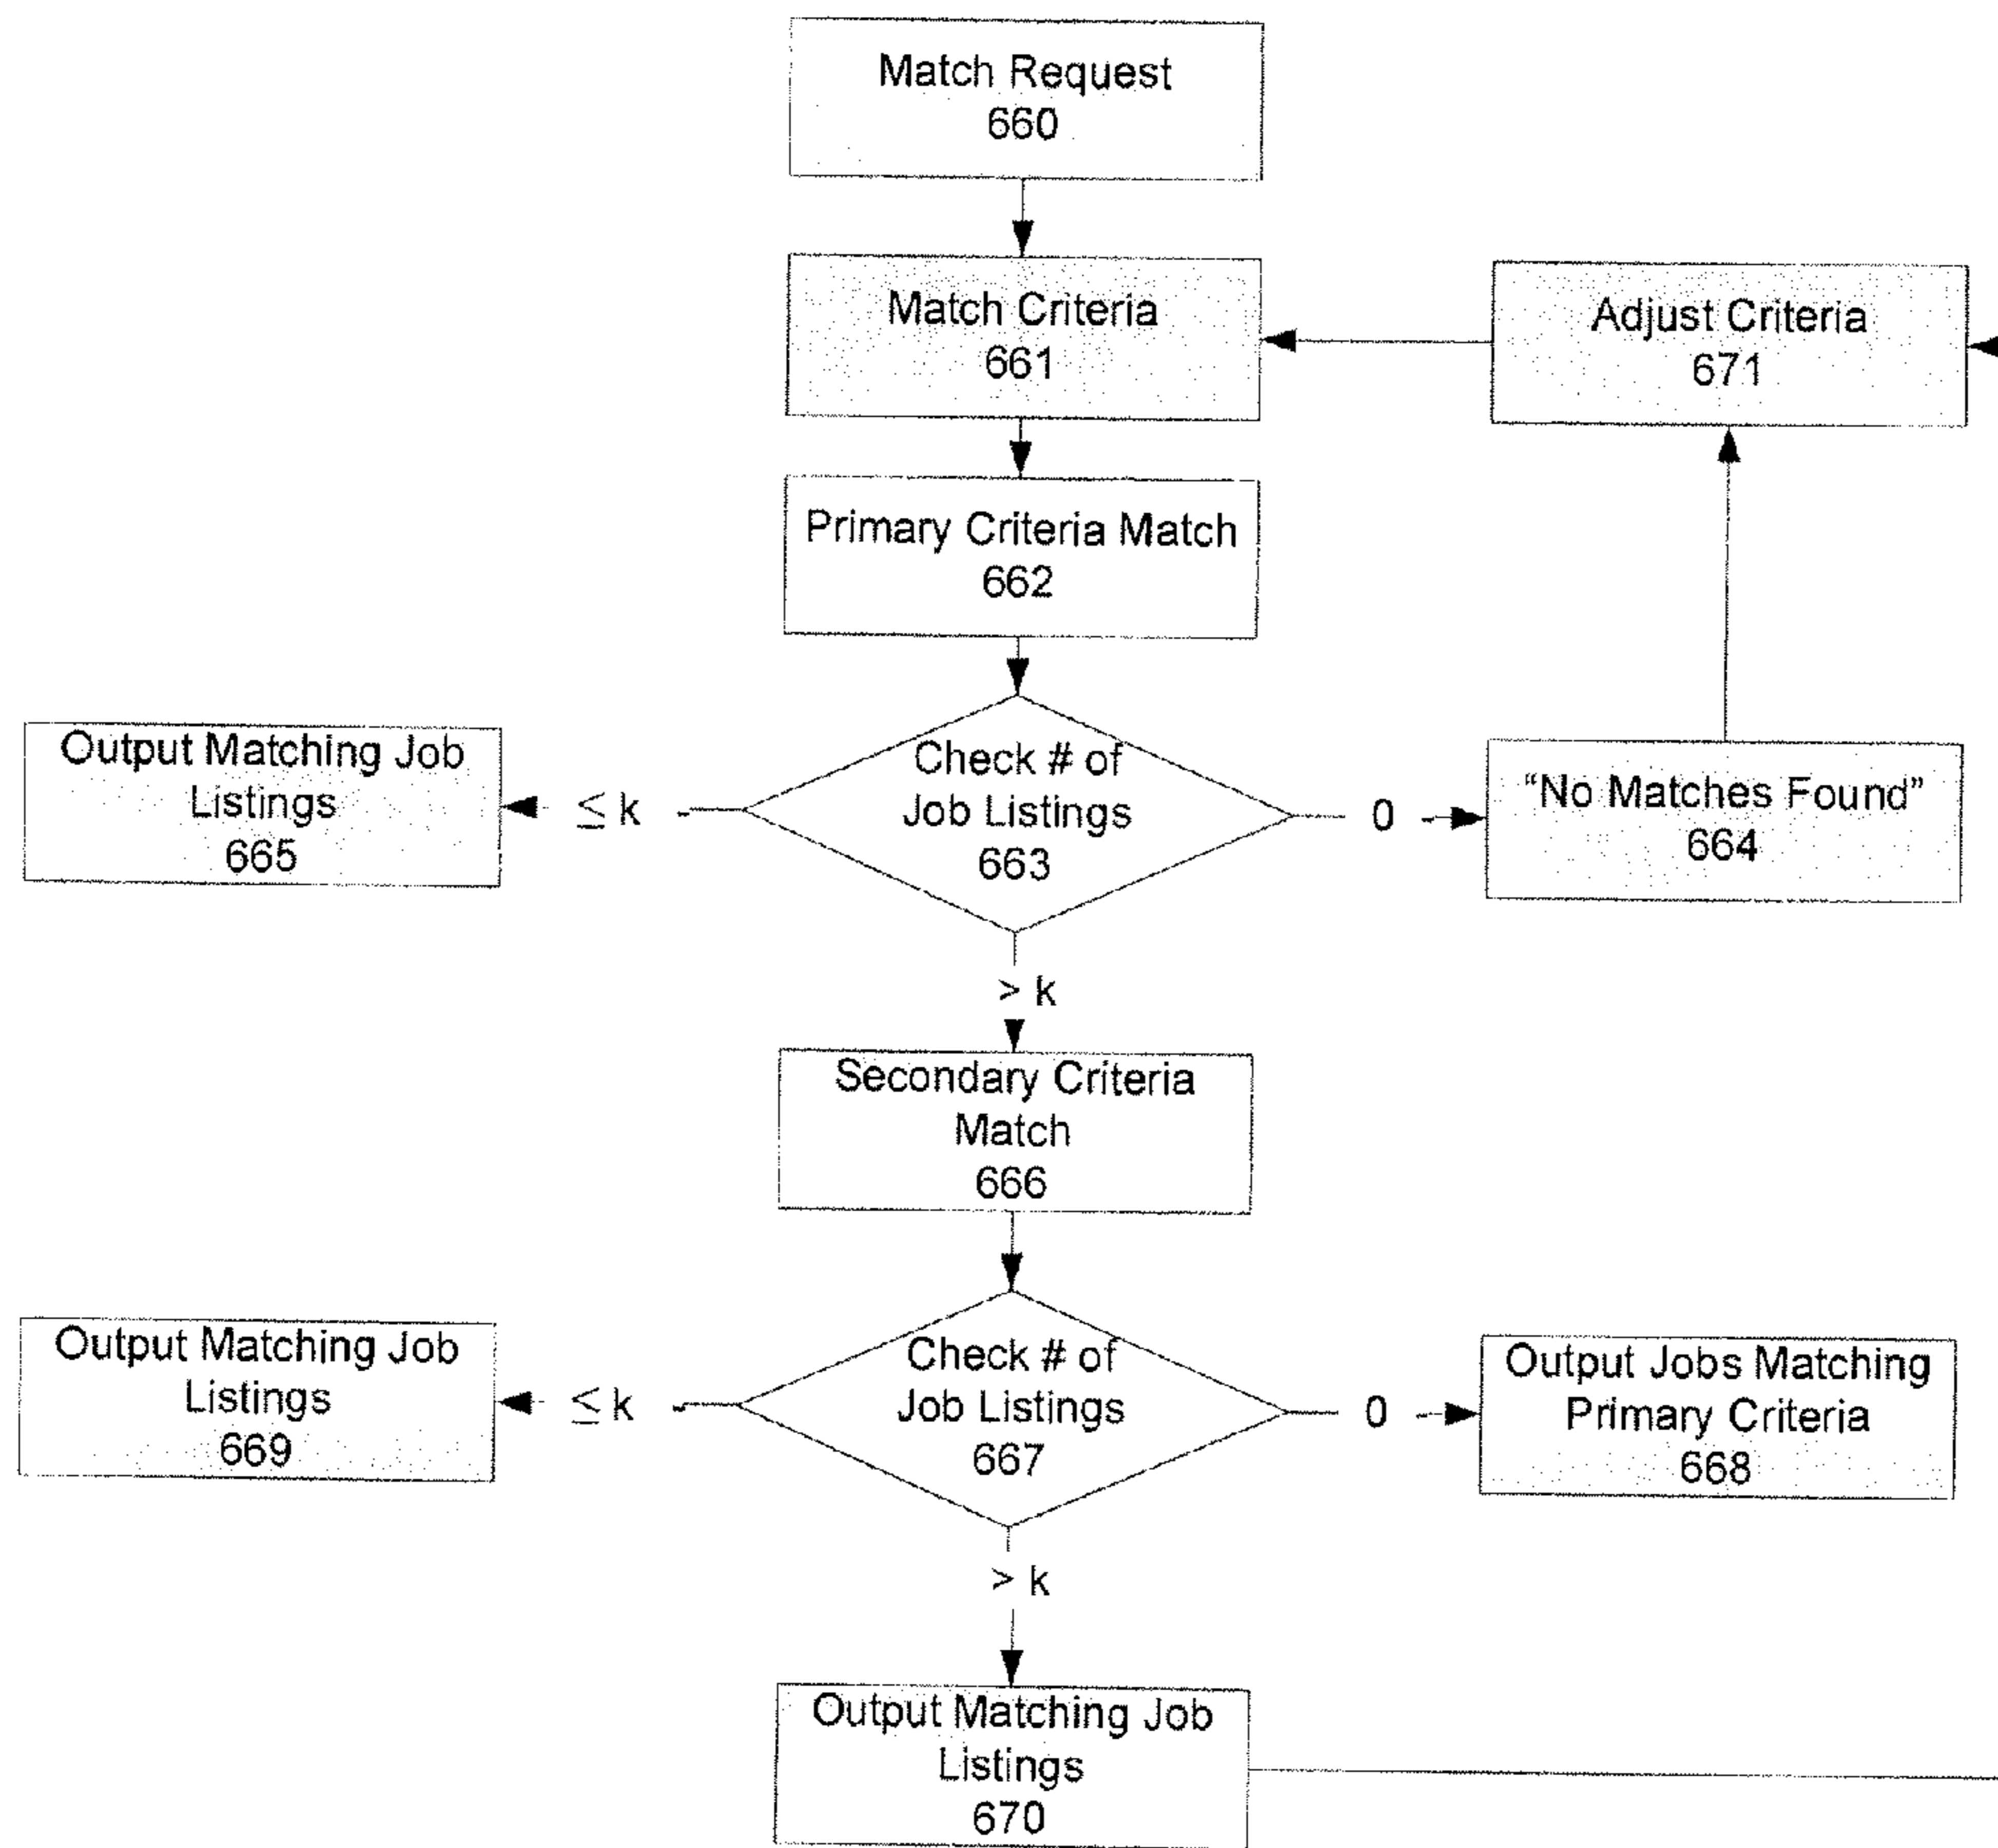 Match Request
660
Match Criteria
661
Adjust Criteria
671
Primary Criteria Match
662
Output Matching Job
Listings
665
≤ k
Check # of
Job Listings
663
0
“No Matches Found”
664
> k
Secondary Criteria
Match
666
Output Matching Job
Listings
669
≤ k
Check # of
Job Listings
667
0
Output Jobs Matching
Primary Criteria
668
> k
Output Matching Job
Listings
670